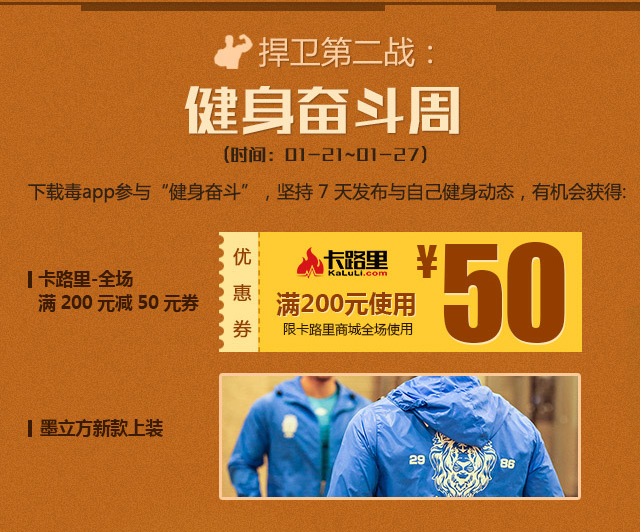 捍卫第二战：
健身奋斗周
(时间：01-21~01-27)
下载毒app参与“健身奋斗”，坚持 7 天发布与自己健身动态，有机会获得:
卡路里-全场
满 200 元减 50 元券
优惠券
卡路里
KaLuLi.com
满200元使用
限卡路里商城全场使用
¥50
墨立方新款上装
29 86